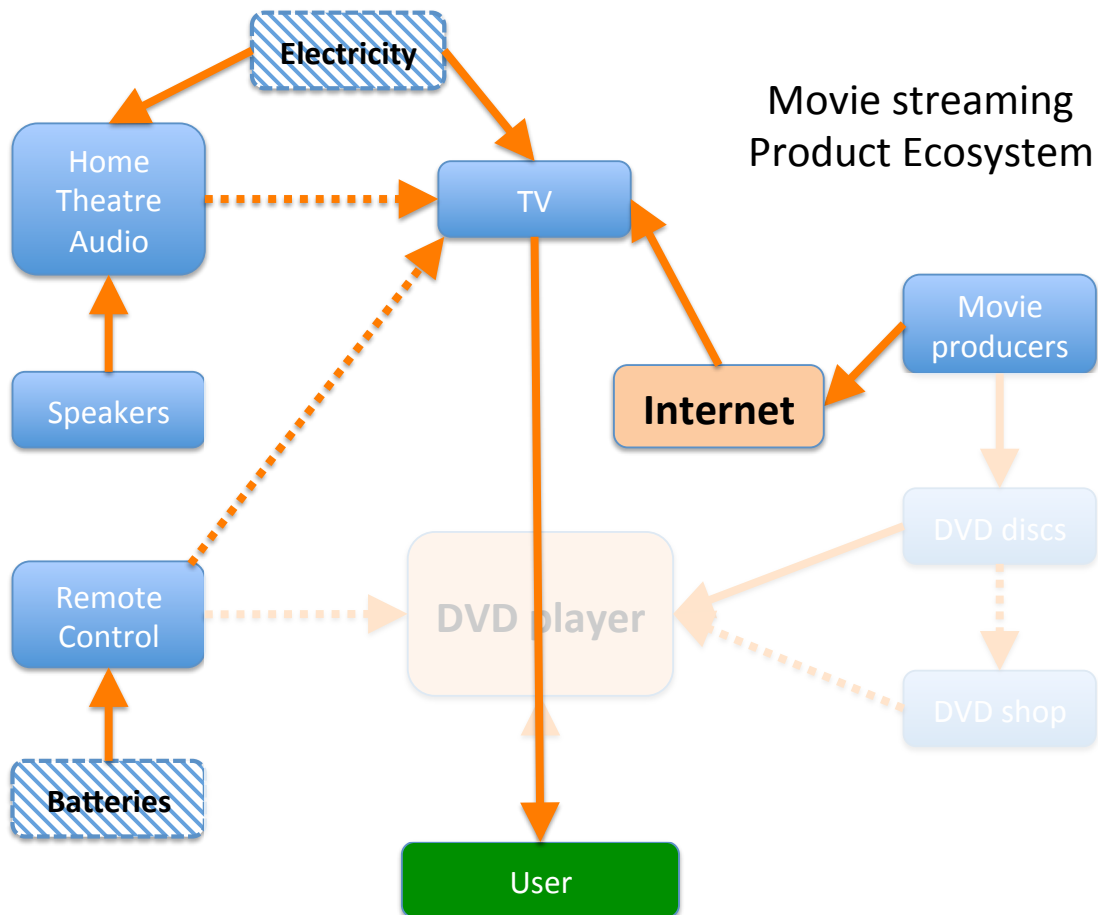 Electricity
Movie streaming
Product Ecosystem
Home
Theatre
Audio
TV
Movie
producers
Internet
Speakers
DVD discs
Remote
Control
DVD player
DVD shop
Batteries
User